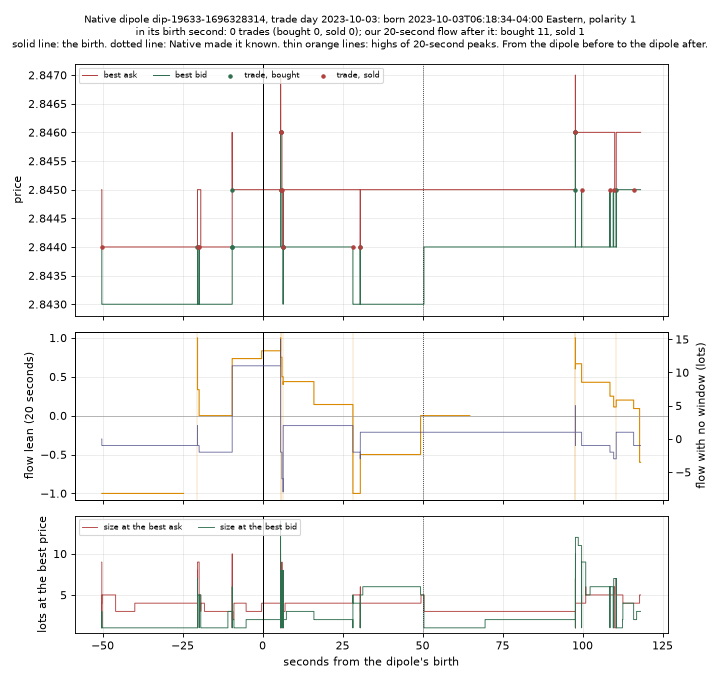 Native dipole dip-19633-1696328314, trade day 2023-10-03: born 2023-10-03T06:18:34-04:00 Eastern, polarity 1
in its birth second: 0 trades (bought 0, sold 0); our 20-second flow after it: bought 11, sold 1
solid line: the birth. dotted line: Native made it known. thin orange lines: highs of 20-second peaks. From the dipole before to the dipole after.
best ask
best bid
trade, bought
trade, sold
2.8470
2.8465
2.8460
2.8455
2.8450
2.8445
2.8440
2.8435
2.8430
price
1.0
0.5
0.0
−0.5
−1.0
flow lean (20 seconds)
15
10
5
0
−5
flow with no window (lots)
size at the best ask
size at the best bid
10
5
lots at the best price
−50
−25
0
25
50
75
100
125
seconds from the dipole's birth